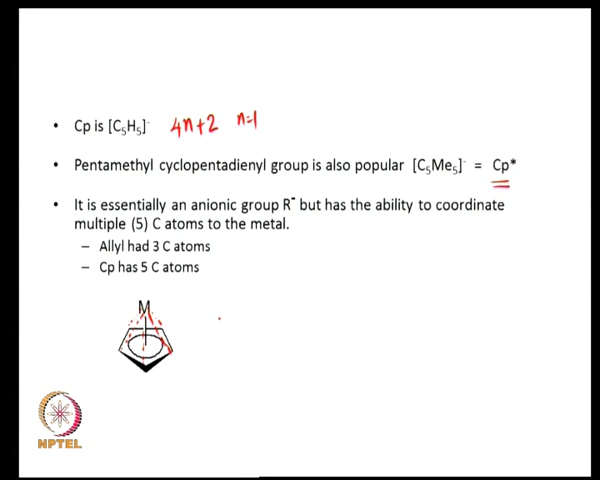 • Cp is [C5H5]- 4n+2 n=1
• Pentamethyl cyclopentadienyl group is also popular [C5Me5]- = Cp*
• It is essentially an anionic group R- but has the ability to coordinate
multiple (5) C atoms to the metal.
– Allyl had 3 C atoms
– Cp has 5 C atoms
M
NPTEL